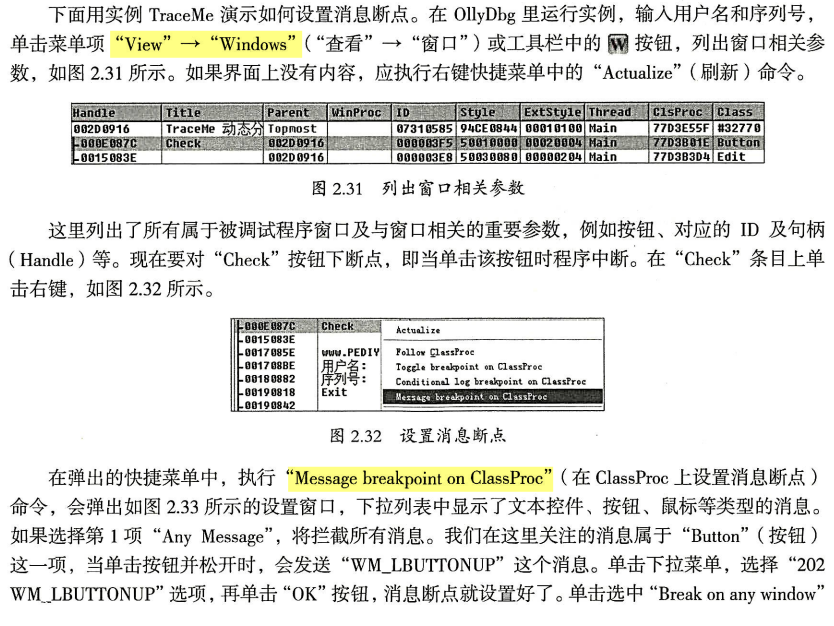 下面用实例 TraceMe 演示如何设置消息断点。在 OllyDbg 里运行实例，输入用户名和序列号，
单击菜单项 “View” → “Windows”（“查看” → “窗口”）或工具栏中的 W 按钮，列出窗口相关参
数，如图 2.31 所示。如果界面上没有内容，应执行右键快捷菜单中的 “Actualize”（刷新）命令。
Handle Title Parent WinProc ID Style ExtStyle Thread ClsProc Class
002D0916 TraceMe 动态分 Topmost 07310585 94CE0844 00010100 Main 77D3E55F #32770
000E087C Check 002D0916 000003F5 50010000 00020004 Main 77D3B01E Button
0015083E 002D0916 000003E8 50030080 00000204 Main 77D3B3D4 Edit
图 2.31 列出窗口相关参数
这里列出了所有属于被调试程序窗口及与窗口相关的重要参数，例如按钮、对应的 ID 及句柄
（Handle）等。现在要对 “Check” 按钮下断点，即当单击该按钮时程序中断。在 “Check” 条目上单
击右键，如图 2.32 所示。
000E087C Check Actualize
0015083E
0017085E www.PEDIY Follow ClassProc
001708BE 用户名: Toggle breakpoint on ClassProc
00180882 序列号: Conditional log breakpoint on ClassProc
00190818 Exit Message breakpoint on ClassProc
00190842
图 2.32 设置消息断点
在弹出的快捷菜单中，执行 “Message breakpoint on ClassProc”（在 ClassProc 上设置消息断点）
命令，会弹出如图 2.33 所示的设置窗口，下拉列表中显示了文本控件、按钮、鼠标等类型的消息。
如果选择第 1 项 “Any Message”，将拦截所有消息。我们在这里关注的消息属于 “Button”（按钮）
这一项，当单击按钮并松开时，会发送 “WM_LBUTTONUP” 这个消息。单击下拉菜单，选择 “202
WM_LBUTTONUP” 选项，再单击 “OK” 按钮，消息断点就设置好了。单击选中 “Break on any window”